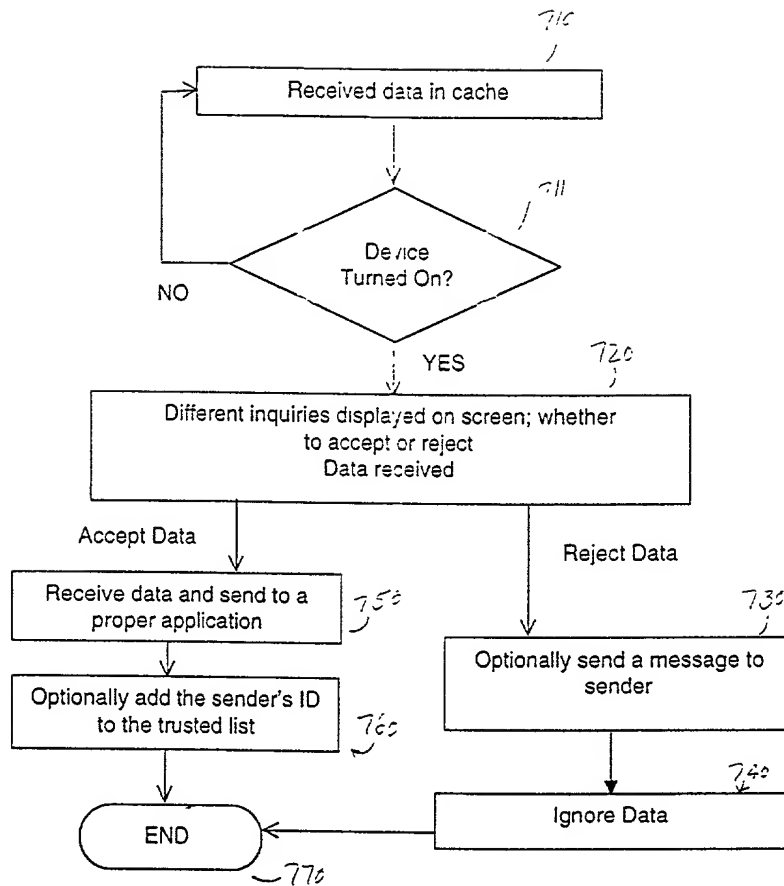 710
Received data in cache
711
Device
Turned On?
NO
YES
720
Different inquiries displayed on screen; whether
to accept or reject
Data received
Accept Data
Reject Data
Receive data and send to a
proper application
750
730
Optionally send a message to
sender
Optionally add the sender's ID
to the trusted list
760
740
Ignore Data
END
770